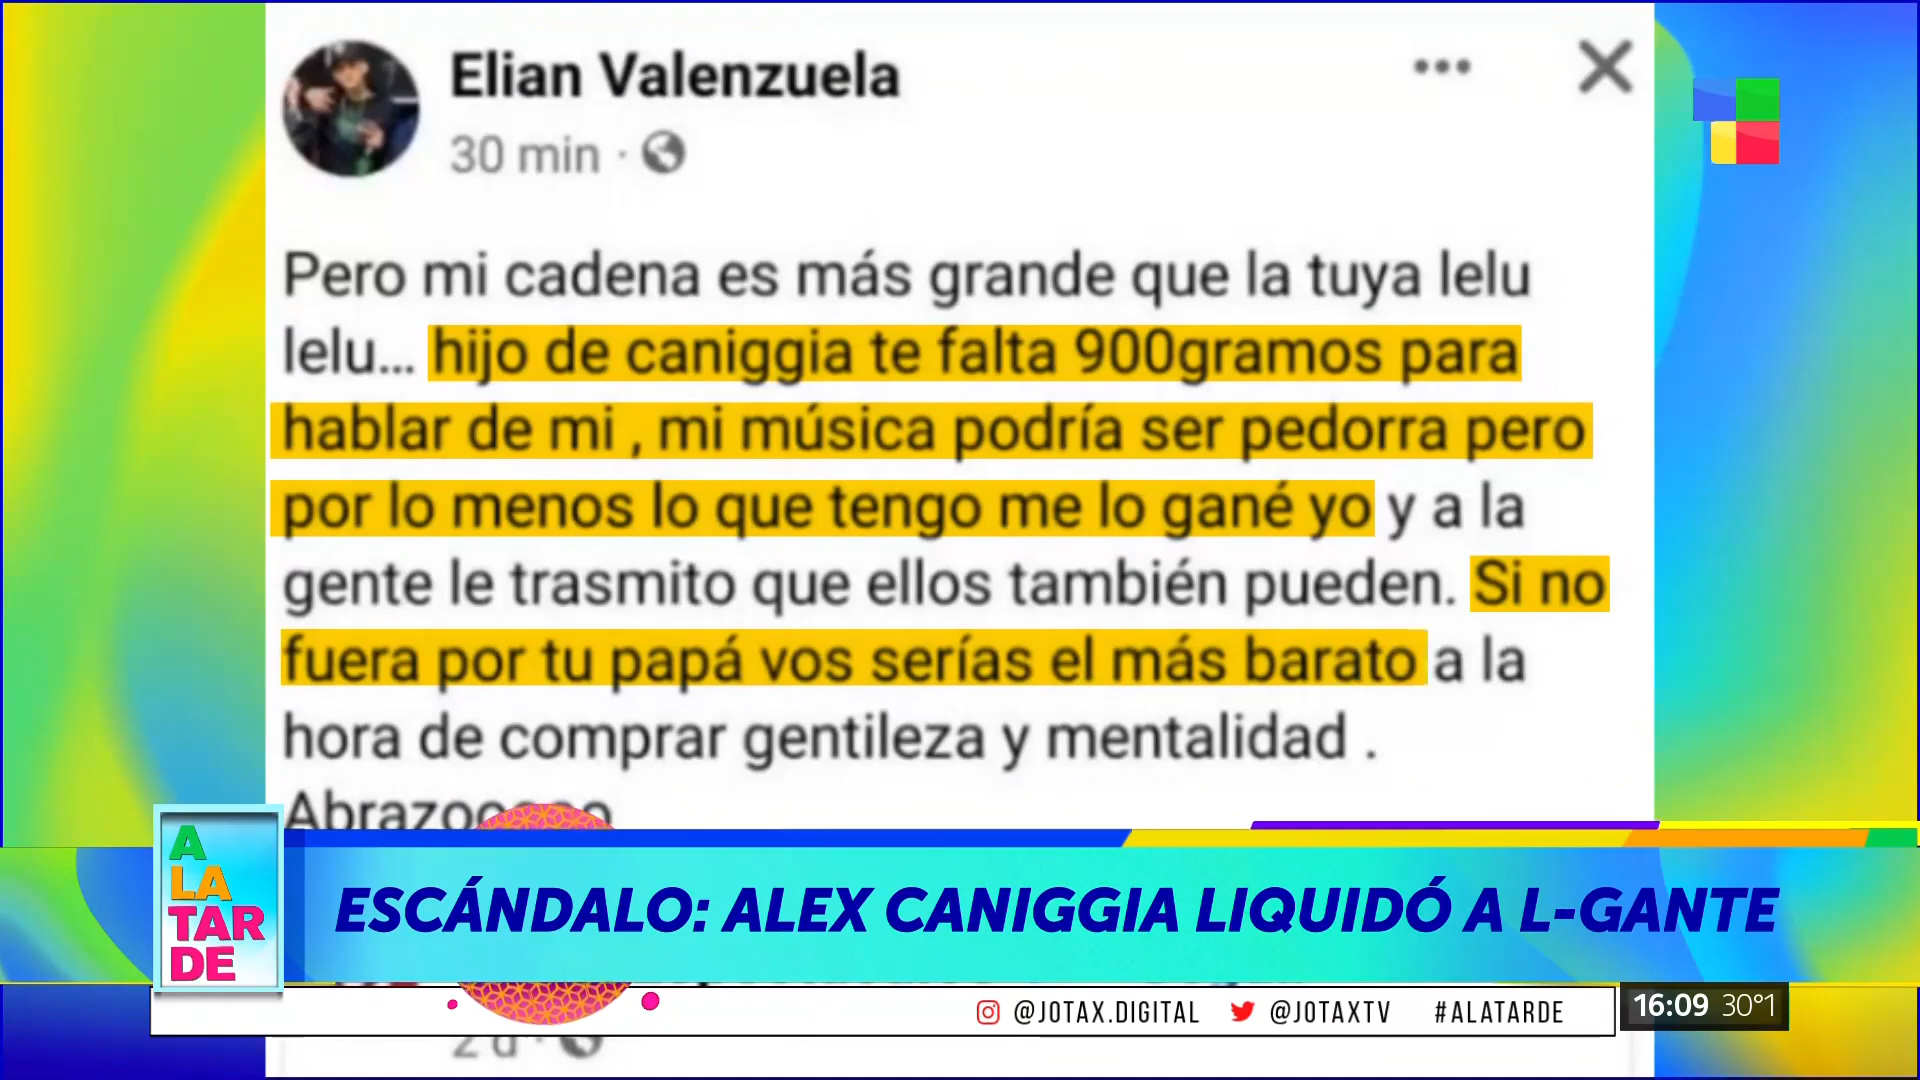 Elian Valenzuela
30 min ·
Pero mi cadena es más grande que la tuya lelu
lelu... hijo de caniggia te falta 900gramos para
hablar de mi , mi música podría ser pedorra pero
por lo menos lo que tengo me lo gané yo y a la
gente le trasmito que ellos también pueden. Si no
fuera por tu papá vos serías el más barato a la
hora de comprar gentileza y mentalidad .
Abrazooooo
A
LA
TAR
DE
ESCÁNDALO: ALEX CANIGGIA LIQUIDÓ A L-GANTE
@JOTAX.DIGITAL @JOTAXTV #ALATARDE
16:09 30°1
2 d ·